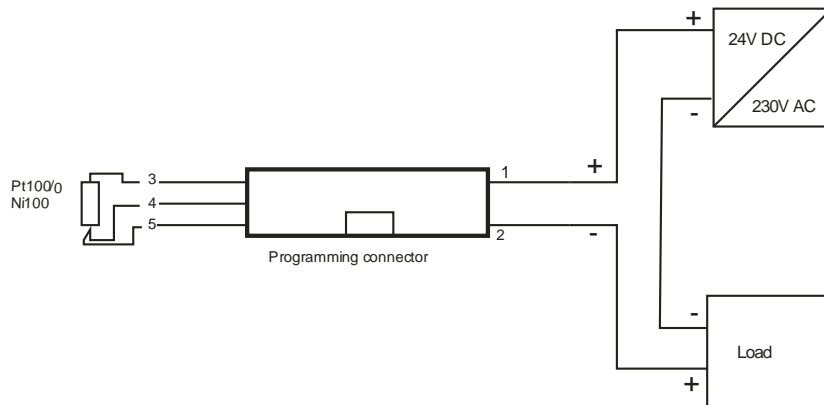 +
24V DC
230V AC
-
Pt100/0
Ni100
3
4
5
1
2
+
-
Programming connector
-
Load
+